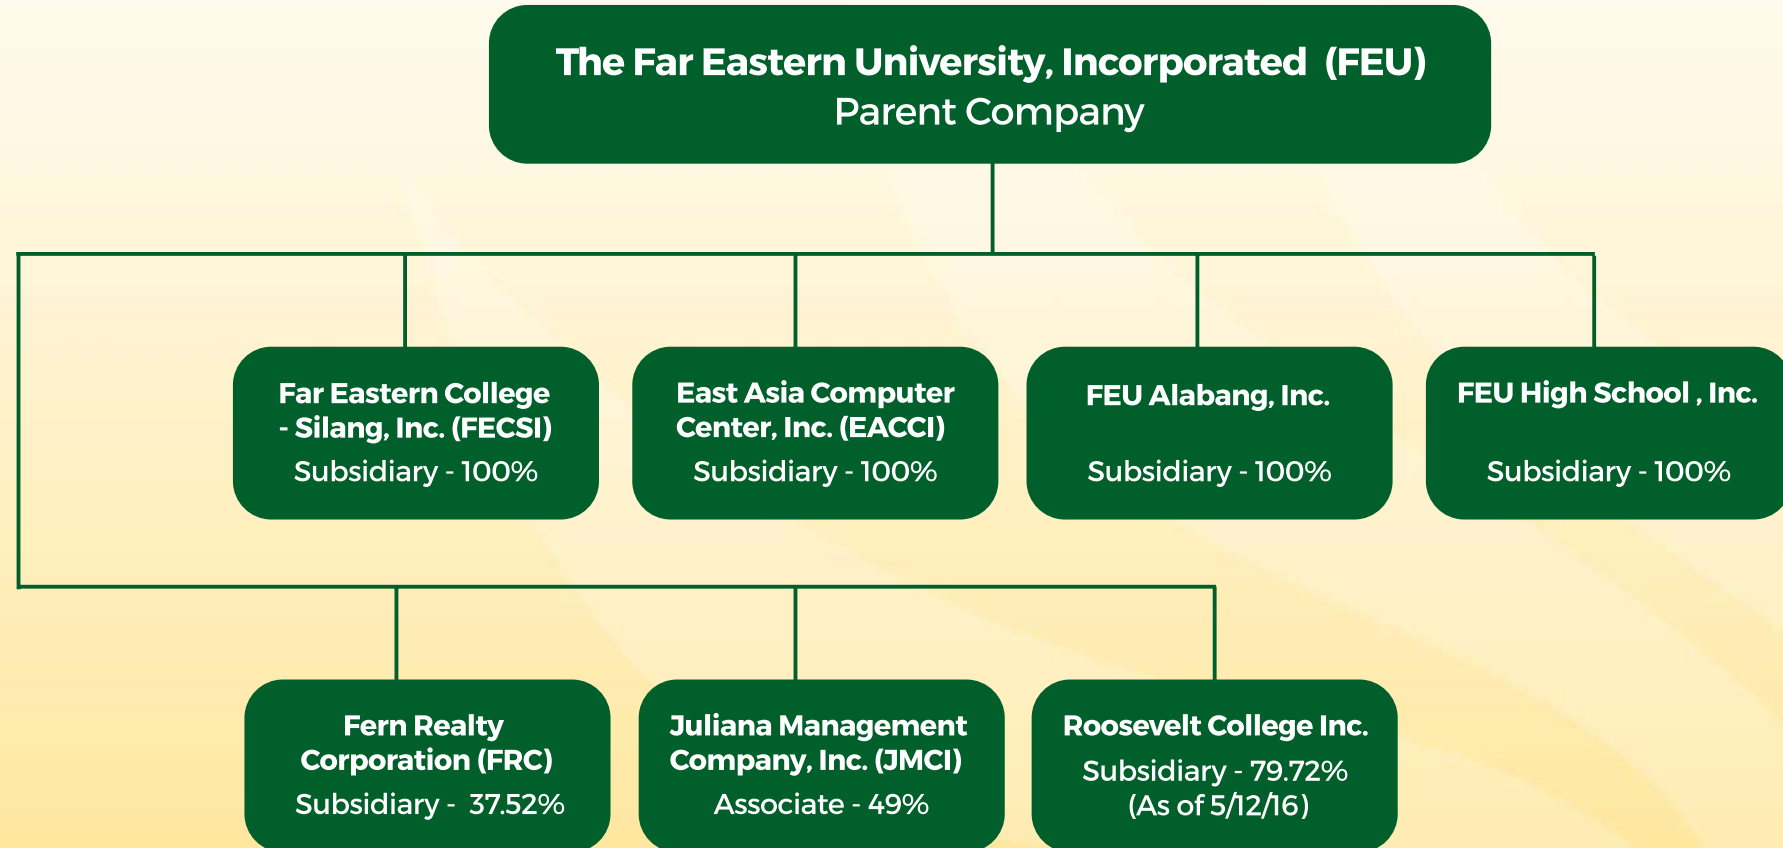 The Far Eastern University, Incorporated (FEU)
Parent Company
Far Eastern College
- Silang, Inc. (FECSI)
Subsidiary - 100%
East Asia Computer
Center, Inc. (EACCI)
Subsidiary - 100%
FEU Alabang, Inc.
Subsidiary - 100%
FEU High School , Inc.
Subsidiary - 100%
Fern Realty
Corporation (FRC)
Subsidiary - 37.52%
Juliana Management
Company, Inc. (JMCI)
Associate - 49%
Roosevelt College Inc.
Subsidiary - 79.72%
(As of 5/12/16)